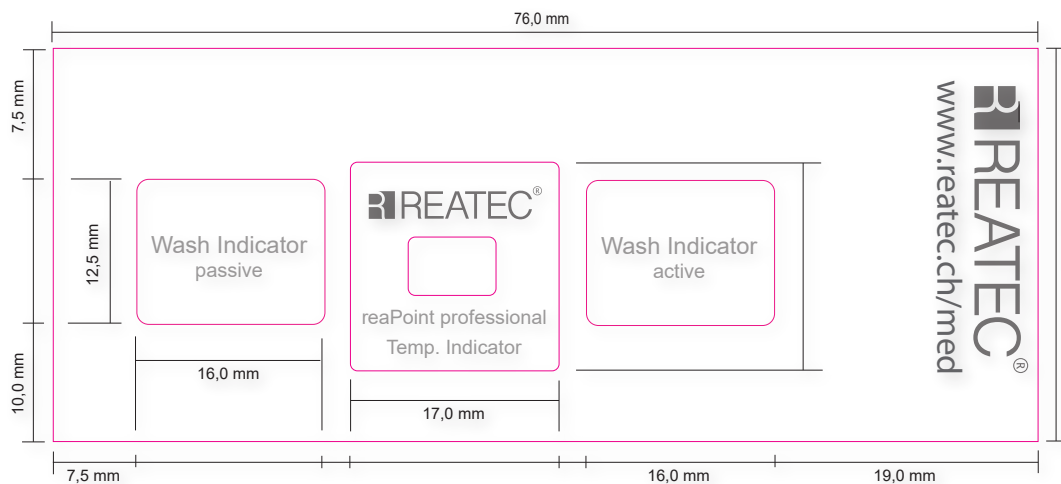 76,0 mm
7,5 mm
12,5 mm
10,0 mm
Wash Indicator
passive
REATEC®
reaPoint professional
Temp. Indicator
Wash Indicator
active
REATEC®
www.reatec.ch/med
16,0 mm
17,0 mm
7,5 mm
16,0 mm
19,0 mm